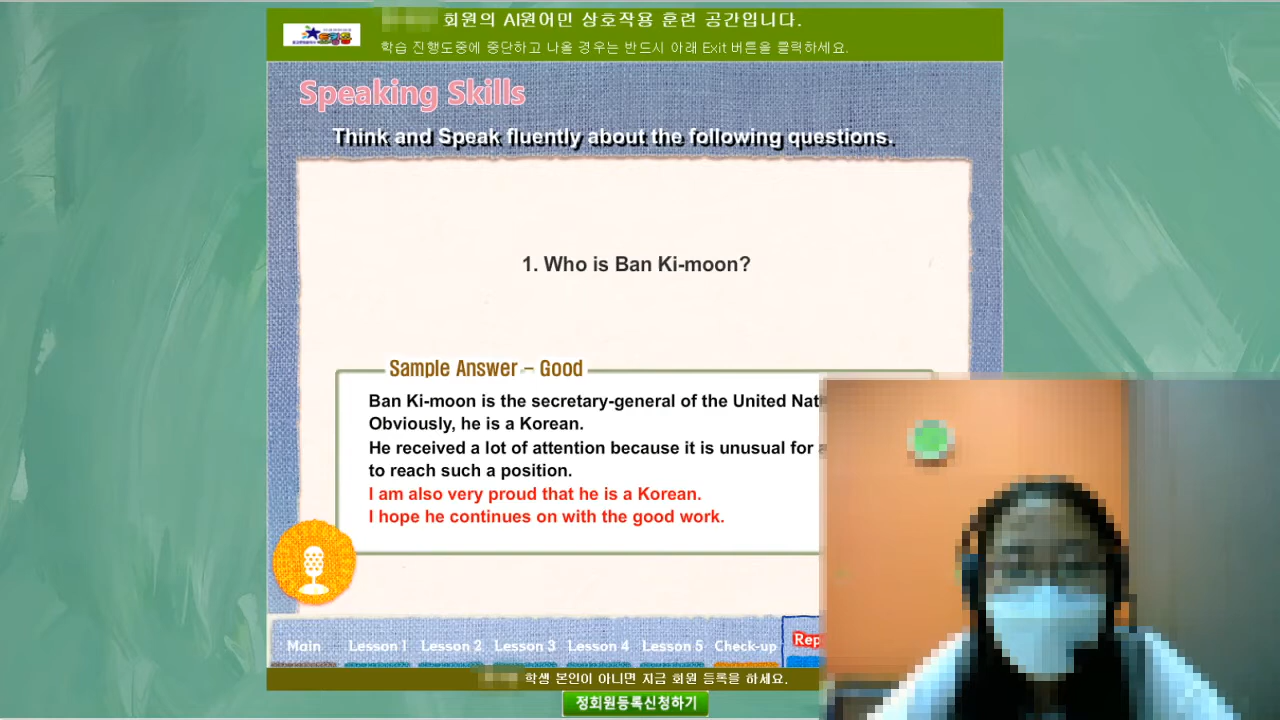 회원의 AI원어민 상호작용 훈련 공간입니다.
학습 진행도중에 중단하고 나올 경우는 반드시 아래 Exit 버튼을 클릭하세요.
Speaking Skills
Think and Speak fluently about the following questions.
1. Who is Ban Ki-moon?
Sample Answer – Good
Ban Ki-moon is the secretary-general of the United
Obviously, he is a Korean.
He received a lot of attention because it is unusual for
to reach such a position.
I am also very proud that he is a Korean.
I hope he continues on with the good work.
Main Lesson 1 Lesson 2 Lesson 3 Lesson 4 Lesson 5 Check-up
학생 본인이 아니면 지금 회원 등록을 하세요.
정회원등록신청하기